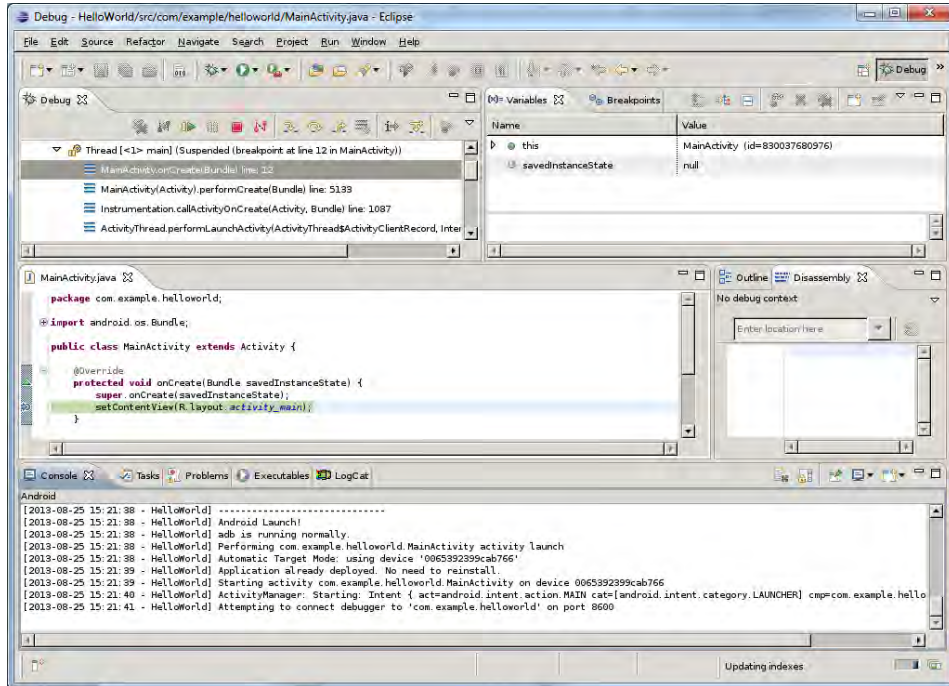 Debug - HelloWorld/src/com/example/helloworld/MainActivity.java - Eclipse
File Edit Source Refactor Navigate Search Project Run Window Help
Debug »
Debug
(x)= Variables Breakpoints
Name Value
Thread [<1> main] (Suspended (breakpoint at line 12 in MainActivity))
this MainActivity (id=830037680976)
MainActivity.onCreate(Bundle) line: 12
savedInstanceState null
MainActivity(Activity).performCreate(Bundle) line: 5133
Instrumentation.callActivityOnCreate(Activity, Bundle) line: 1087
ActivityThread.performLaunchActivity(ActivityThread$ActivityClientRecord, Inter
MainActivity.java
Outline Disassembly
package com.example.helloworld;
No debug context
import android.os.Bundle;
Enter location here
public class MainActivity extends Activity {
@Override
protected void onCreate(Bundle savedInstanceState) {
super.onCreate(savedInstanceState);
setContentView(R.layout.activity_main);
}
Console Tasks Problems Executables LogCat
Android
[2013-08-25 15:21:38 - HelloWorld] ------------------------------
[2013-08-25 15:21:38 - HelloWorld] Android Launch!
[2013-08-25 15:21:38 - HelloWorld] adb is running normally.
[2013-08-25 15:21:38 - HelloWorld] Performing com.example.helloworld.MainActivity activity launch
[2013-08-25 15:21:38 - HelloWorld] Automatic Target Mode: using device '0065392399cab766'
[2013-08-25 15:21:39 - HelloWorld] Application already deployed. No need to reinstall.
[2013-08-25 15:21:39 - HelloWorld] Starting activity com.example.helloworld.MainActivity on device 0065392399cab766
[2013-08-25 15:21:40 - HelloWorld] ActivityManager: Starting: Intent { act=android.intent.action.MAIN cat=[android.intent.category.LAUNCHER] cmp=com.example.hello
[2013-08-25 15:21:41 - HelloWorld] Attempting to connect debugger to 'com.example.helloworld' on port 8600
Updating indexes